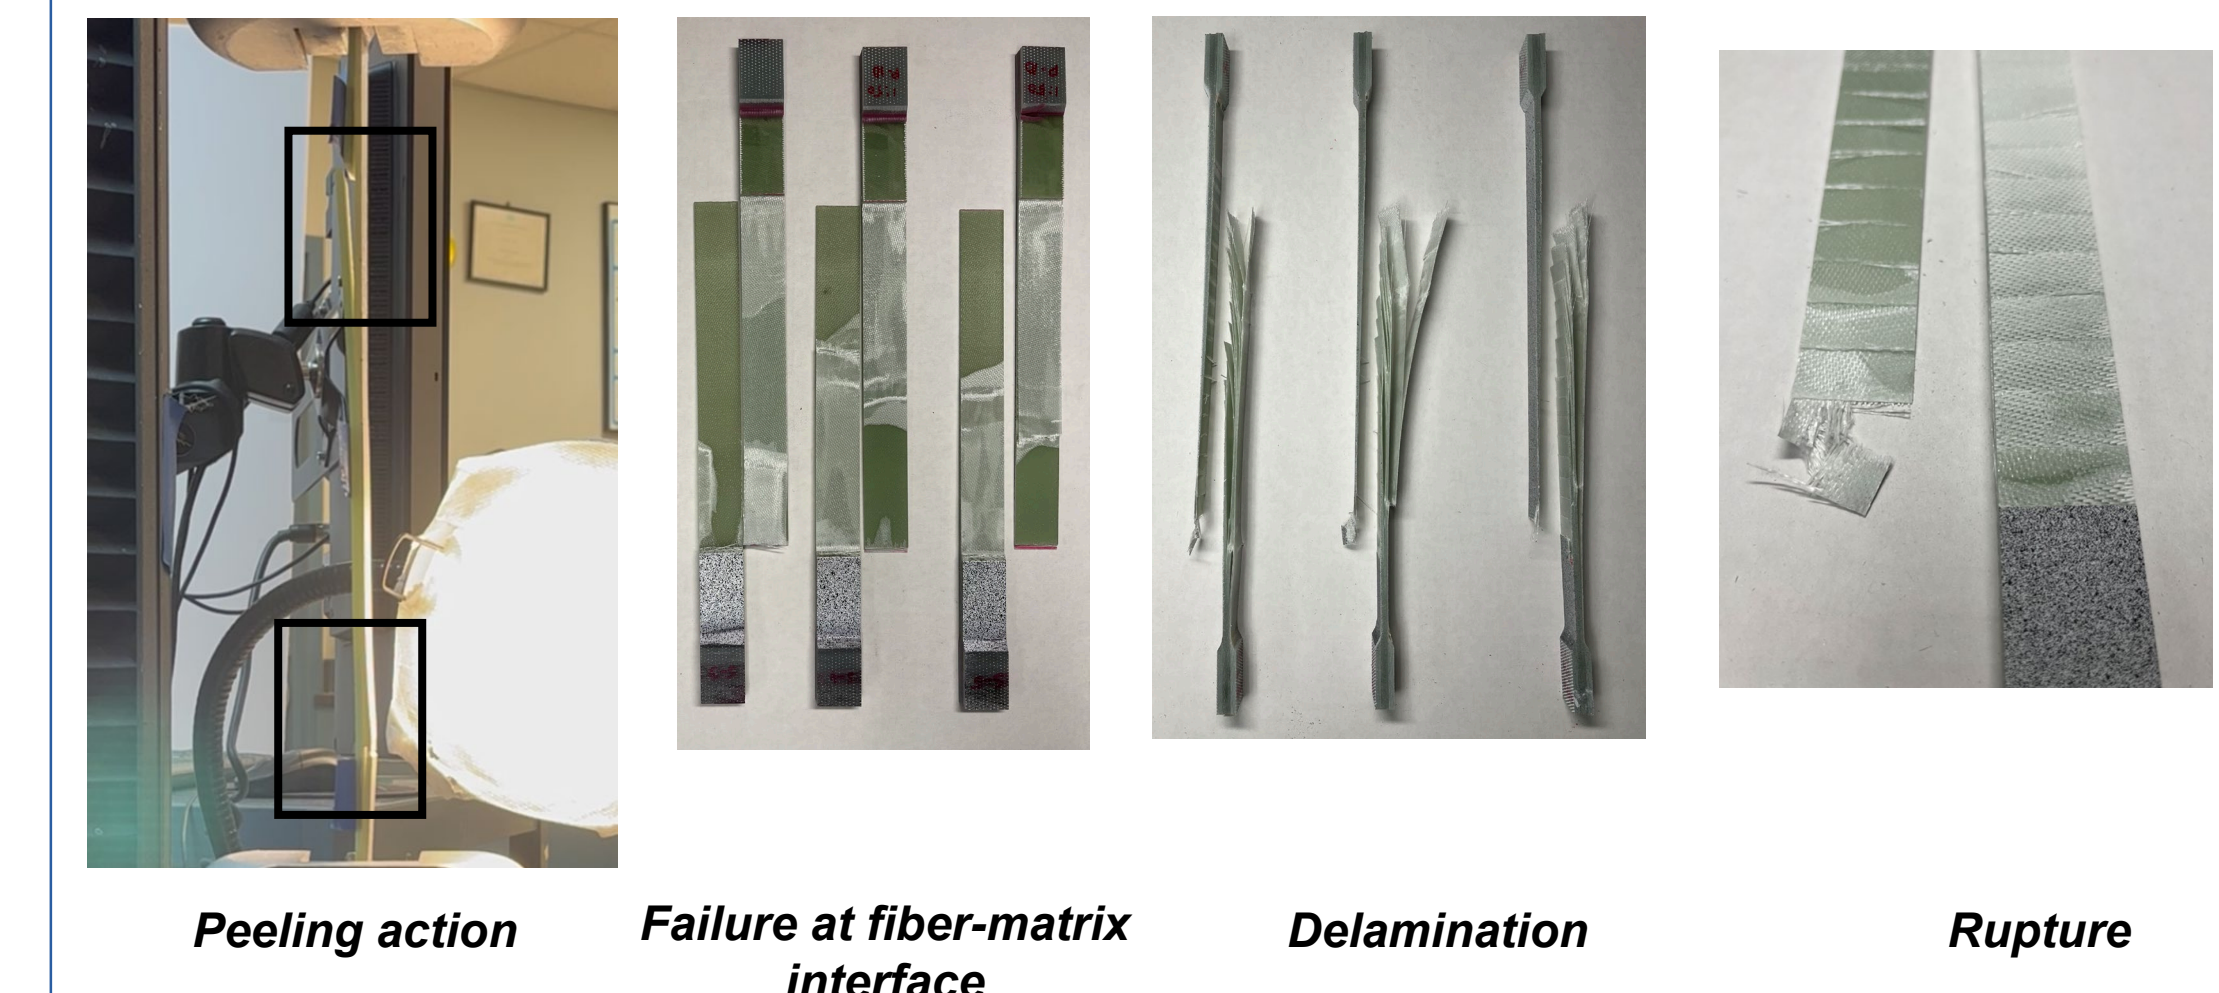 Peeling action
Failure at fiber-matrix
interface
Delamination
Rupture